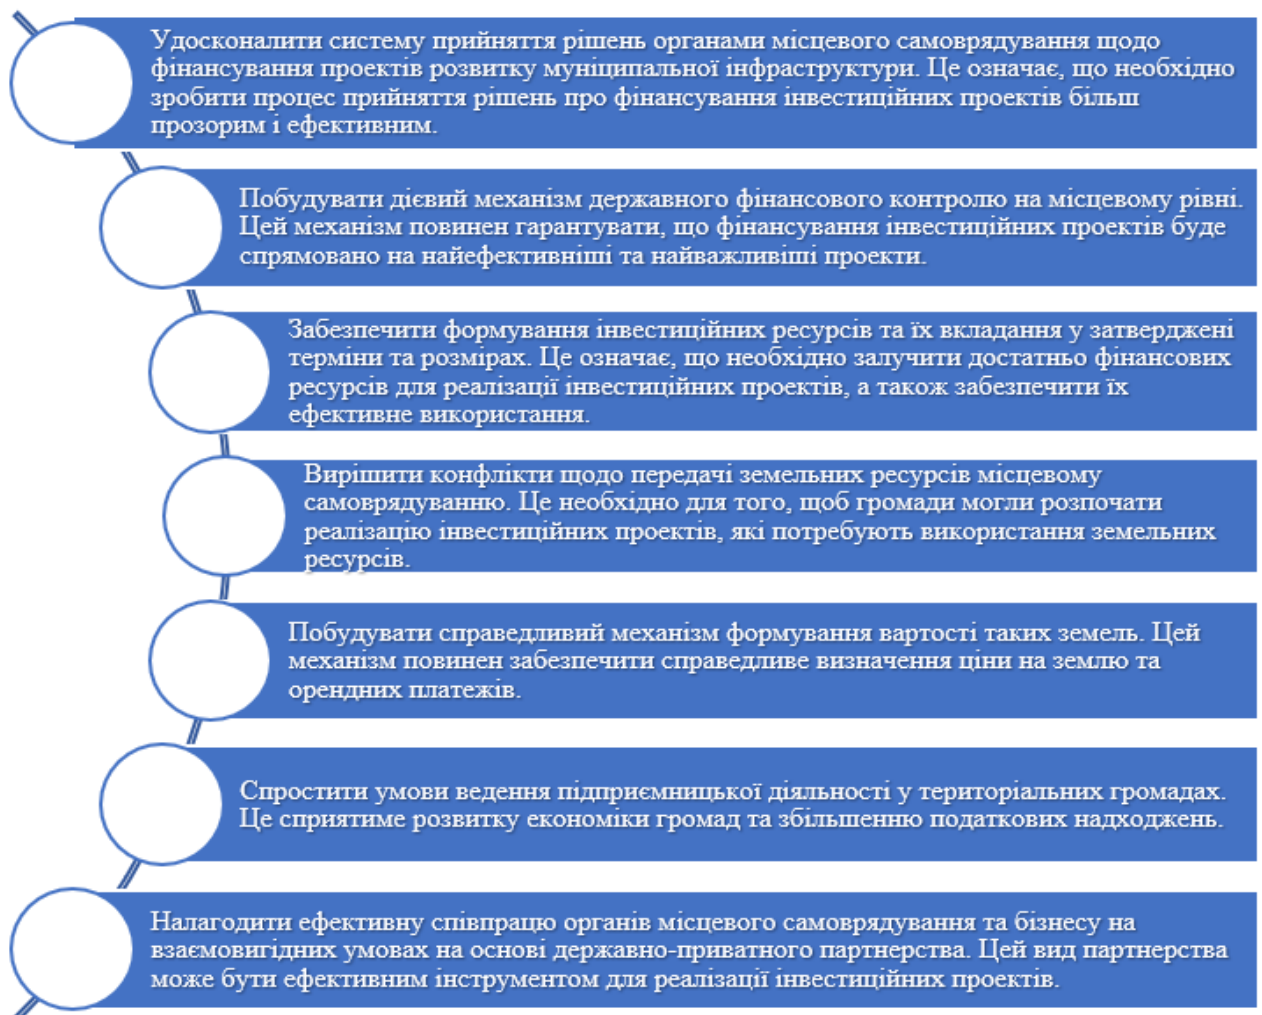 Удосконалити систему прийняття рішень органами місцевого самоврядування щодо
фінансування проектів розвитку муніципальної інфраструктури. Це означає, що необхідно
зробити процес прийняття рішень про фінансування інвестиційних проектів більш
прозорим і ефективним.
Побудувати дієвий механізм державного фінансового контролю на місцевому рівні.
Цей механізм повинен гарантувати, що фінансування інвестиційних проектів буде
спрямовано на найефективніші та найважливіші проекти.
Забезпечити формування інвестиційних ресурсів та їх вкладання у затверджені
терміни та розмірах. Це означає, що необхідно залучити достатньо фінансових
ресурсів для реалізації інвестиційних проектів, а також забезпечити їх
ефективне використання.
Вирішити конфлікти щодо передачі земельних ресурсів місцевому
самоврядуванню. Це необхідно для того, щоб громади могли розпочати
реалізацію інвестиційних проектів, які потребують використання земельних
ресурсів.
Побудувати справедливий механізм формування вартості таких земель. Цей
механізм повинен забезпечити справедливе визначення ціни на землю та
орендних платежів.
Спростити умови ведення підприємницької діяльності у територіальних громадах.
Це сприятиме розвитку економіки громад та збільшенню податкових надходжень.
Налагодити ефективну співпрацю органів місцевого самоврядування та бізнесу на
взаємовигідних умовах на основі державно-приватного партнерства. Цей вид партнерства
може бути ефективним інструментом для реалізації інвестиційних проектів.